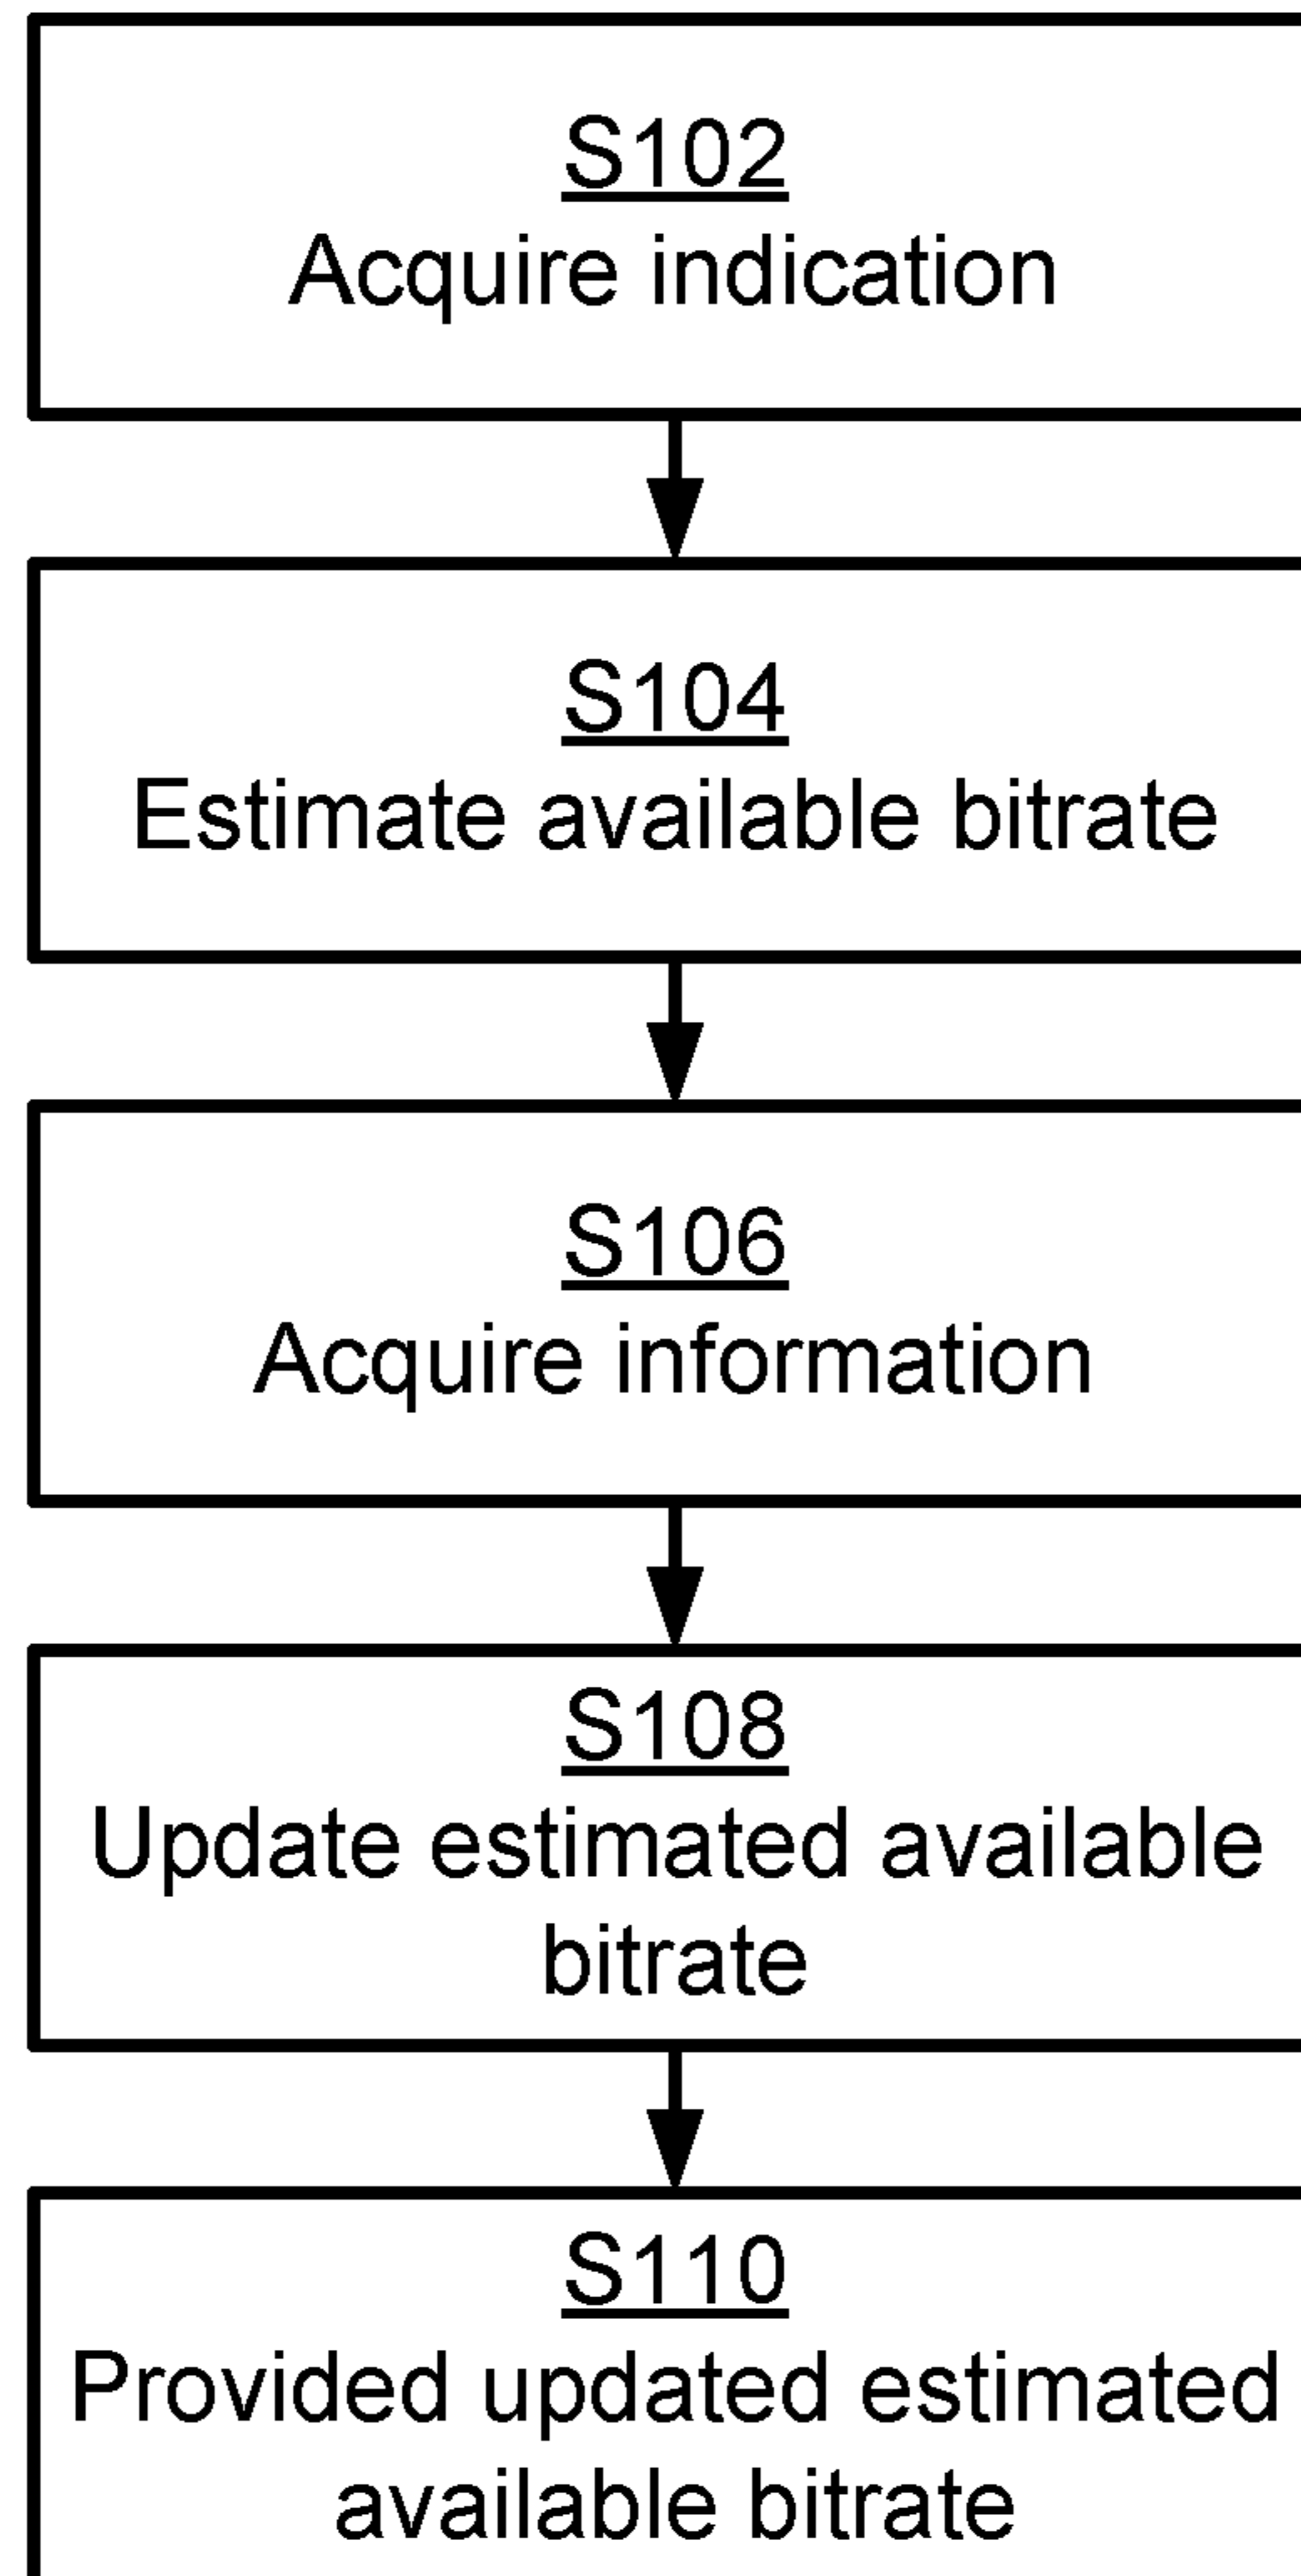 S102
Acquire indication
S104
Estimate available bitrate
S106
Acquire information
S108
Update estimated available
bitrate
S110
Provided updated estimated
available bitrate